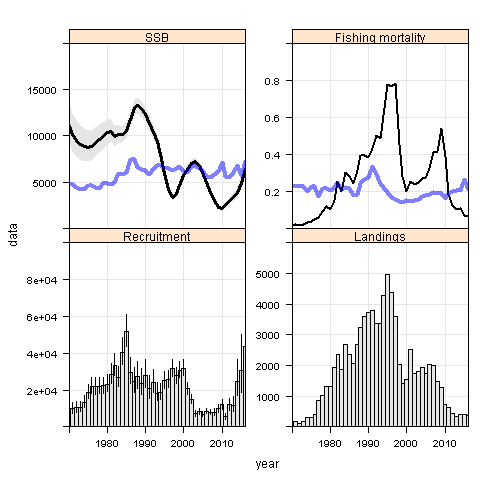 SSB
Fishing mortality
15000
10000
5000
0.8
0.6
0.4
0.2
data
Recruitment
Landings
8e+04
6e+04
4e+04
2e+04
5000
4000
3000
2000
1000
1980 1990 2000 2010
1980 1990 2000 2010
year